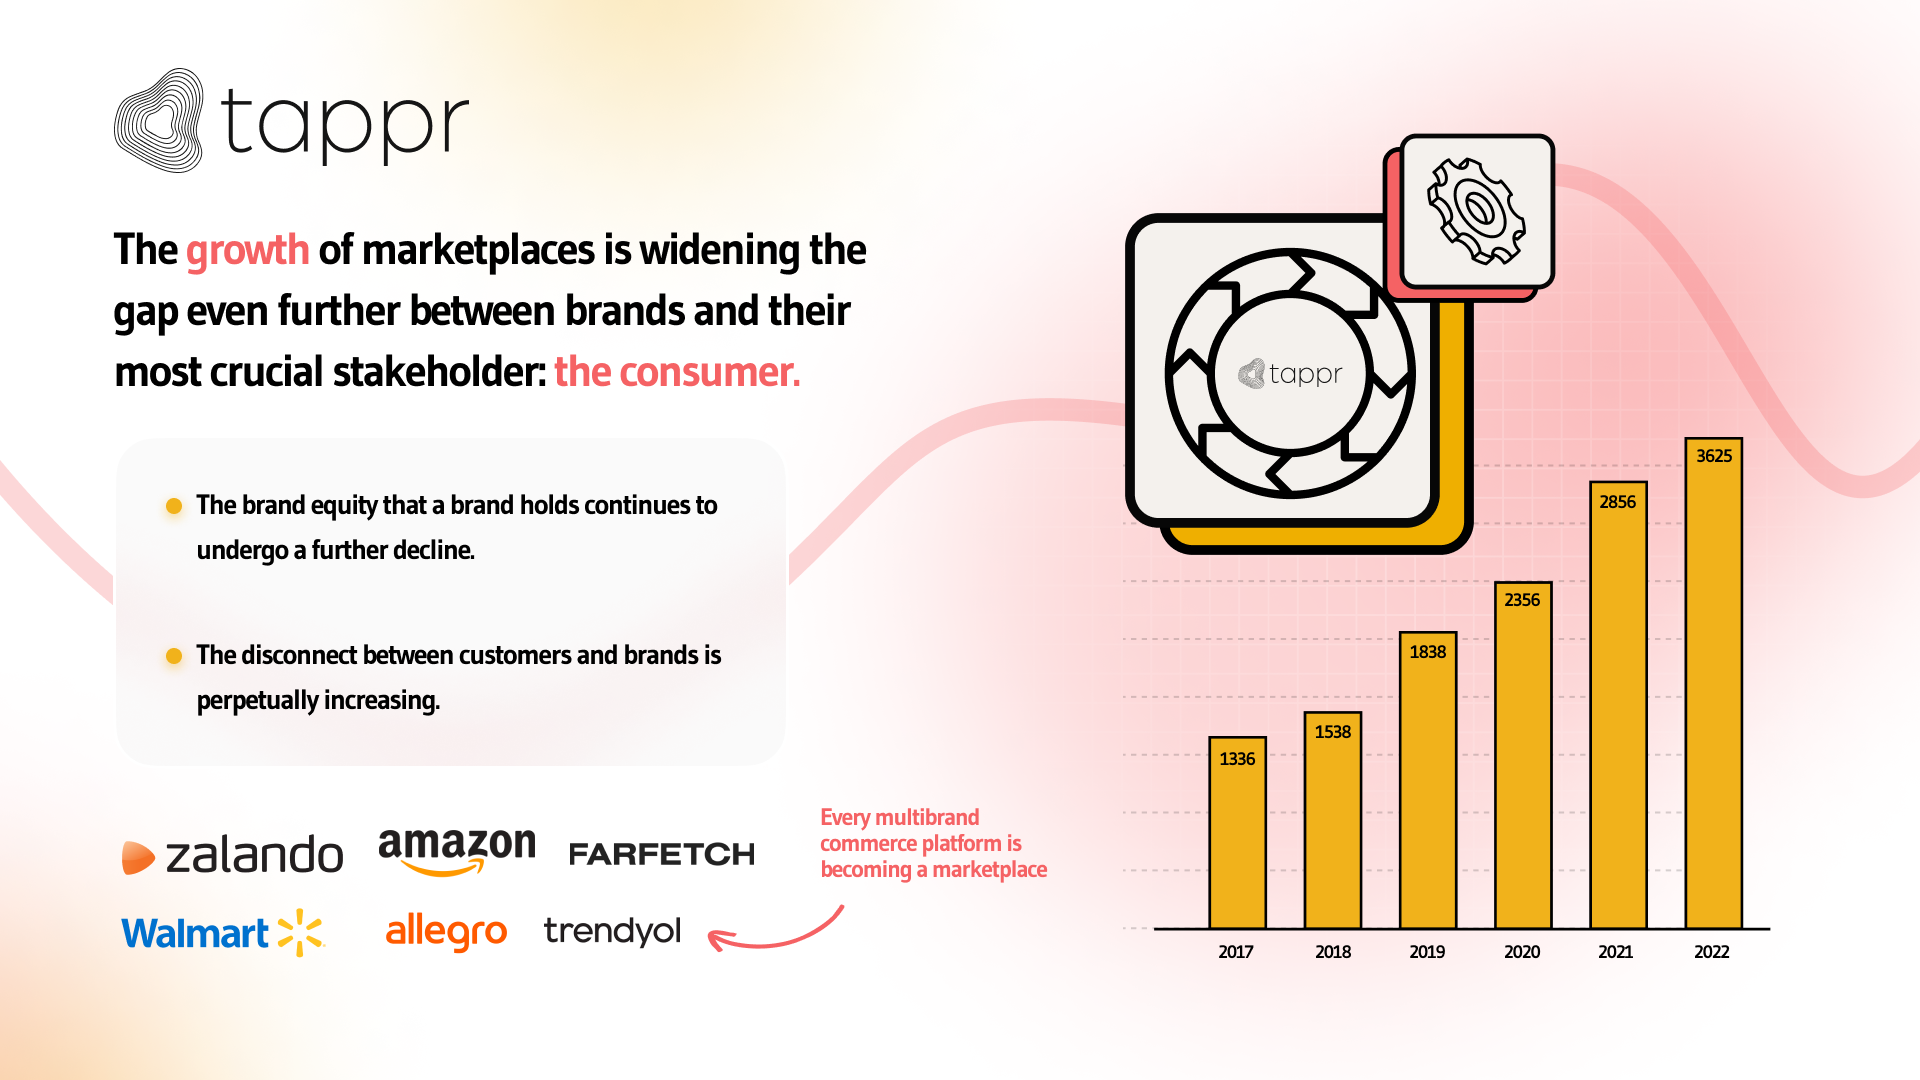 tappr
The growth of marketplaces is widening the
gap even further between brands and their
most crucial stakeholder: the consumer.
The brand equity that a brand holds continues to
undergo a further decline.
The disconnect between customers and brands is
perpetually increasing.
zalando
amazon
FARFETCH
Walmart
allegro
trendyol
Every multibrand
commerce platform is
becoming a marketplace
tappr
1336
1538
1838
2356
2856
3625
2017
2018
2019
2020
2021
2022